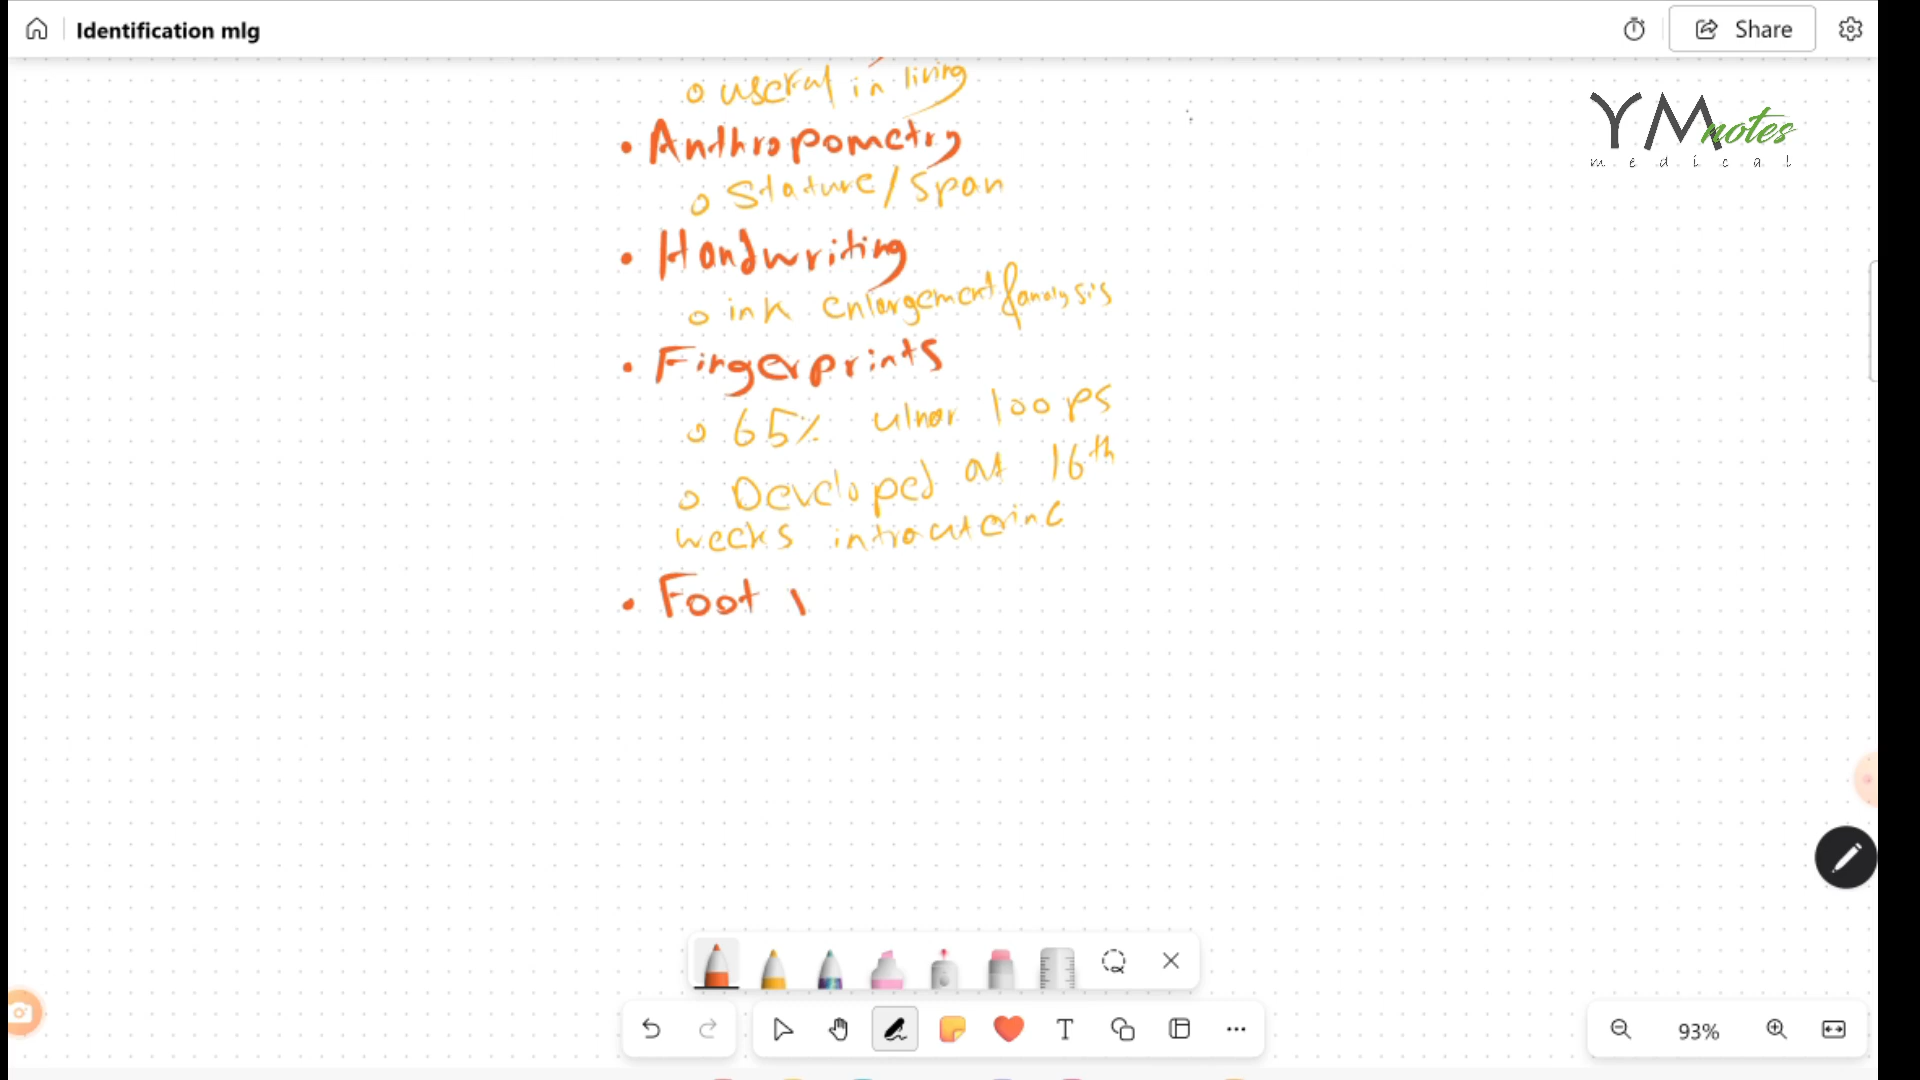 Identification mlg
Share
YM notes
medical
o useful in living
• Anthropometry
o Stature/Span
• Handwriting
o ink enlargement & analysis
• Fingerprints
o 65% ulnar loops
o Developed at 16th
weeks intrauterine
• Foot
93%